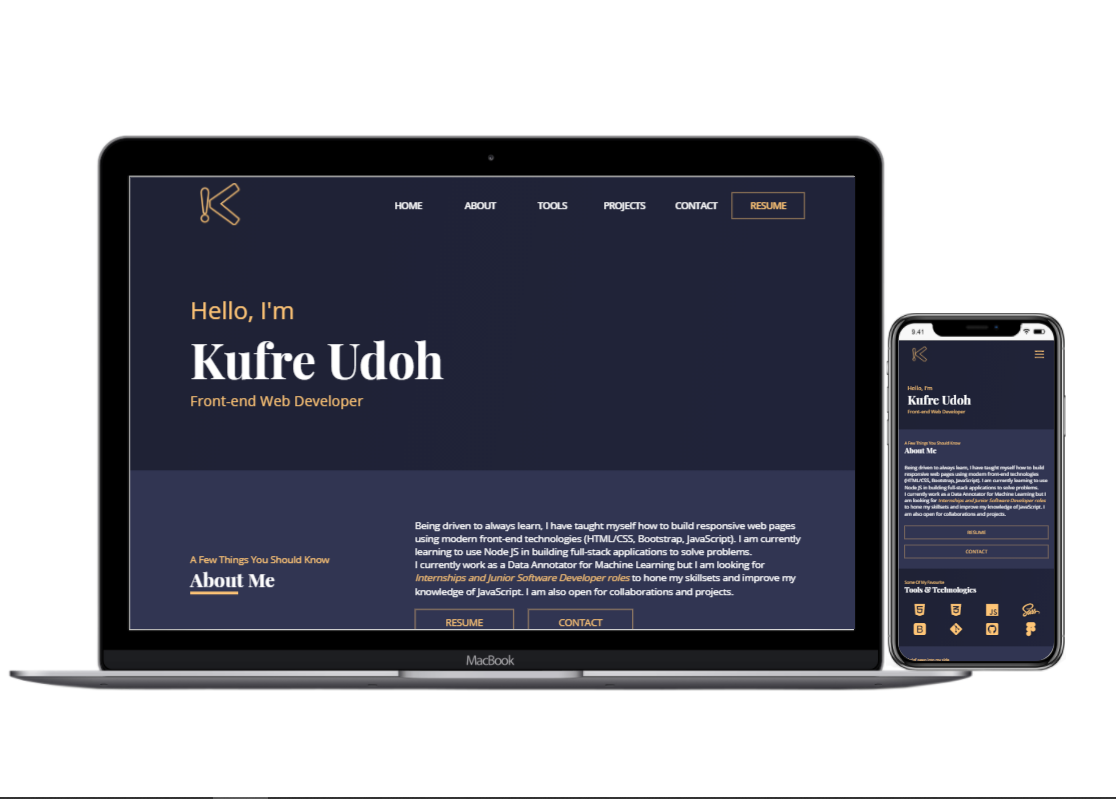 HOME ABOUT TOOLS PROJECTS CONTACT RESUME
Hello, I'm
Kufre Udoh
Front-end Web Developer
A Few Things You Should Know
About Me
Being driven to always learn, I have taught myself how to build responsive web pages
using modern front-end technologies (HTML/CSS, Bootstrap, JavaScript). I am currently
learning to use Node JS in building full-stack applications to solve problems.
I currently work as a Data Annotator for Machine Learning but I am looking for
Internships and Junior Software Developer roles to hone my skillsets and improve my
knowledge of JavaScript. I am also open for collaborations and projects.
RESUME CONTACT
MacBook
9.41
Hello, I'm
Kufre Udoh
Front-end Web Developer
A Few Things You Should Know
About Me
Being driven to always learn, I have taught myself how to build
responsive web pages using modern front-end technologies
(HTML/CSS, Bootstrap, JavaScript). I am currently learning to use
Node JS in building full-stack applications to solve problems.
I currently work as a Data Annotator for Machine Learning but I
am looking for Internships and Junior Software Developer roles
to hone my skillsets and improve my knowledge of JavaScript. I
am also open for collaborations and projects.
RESUME
CONTACT
Some Of My Favourite
Tools & Technologies
JS
B